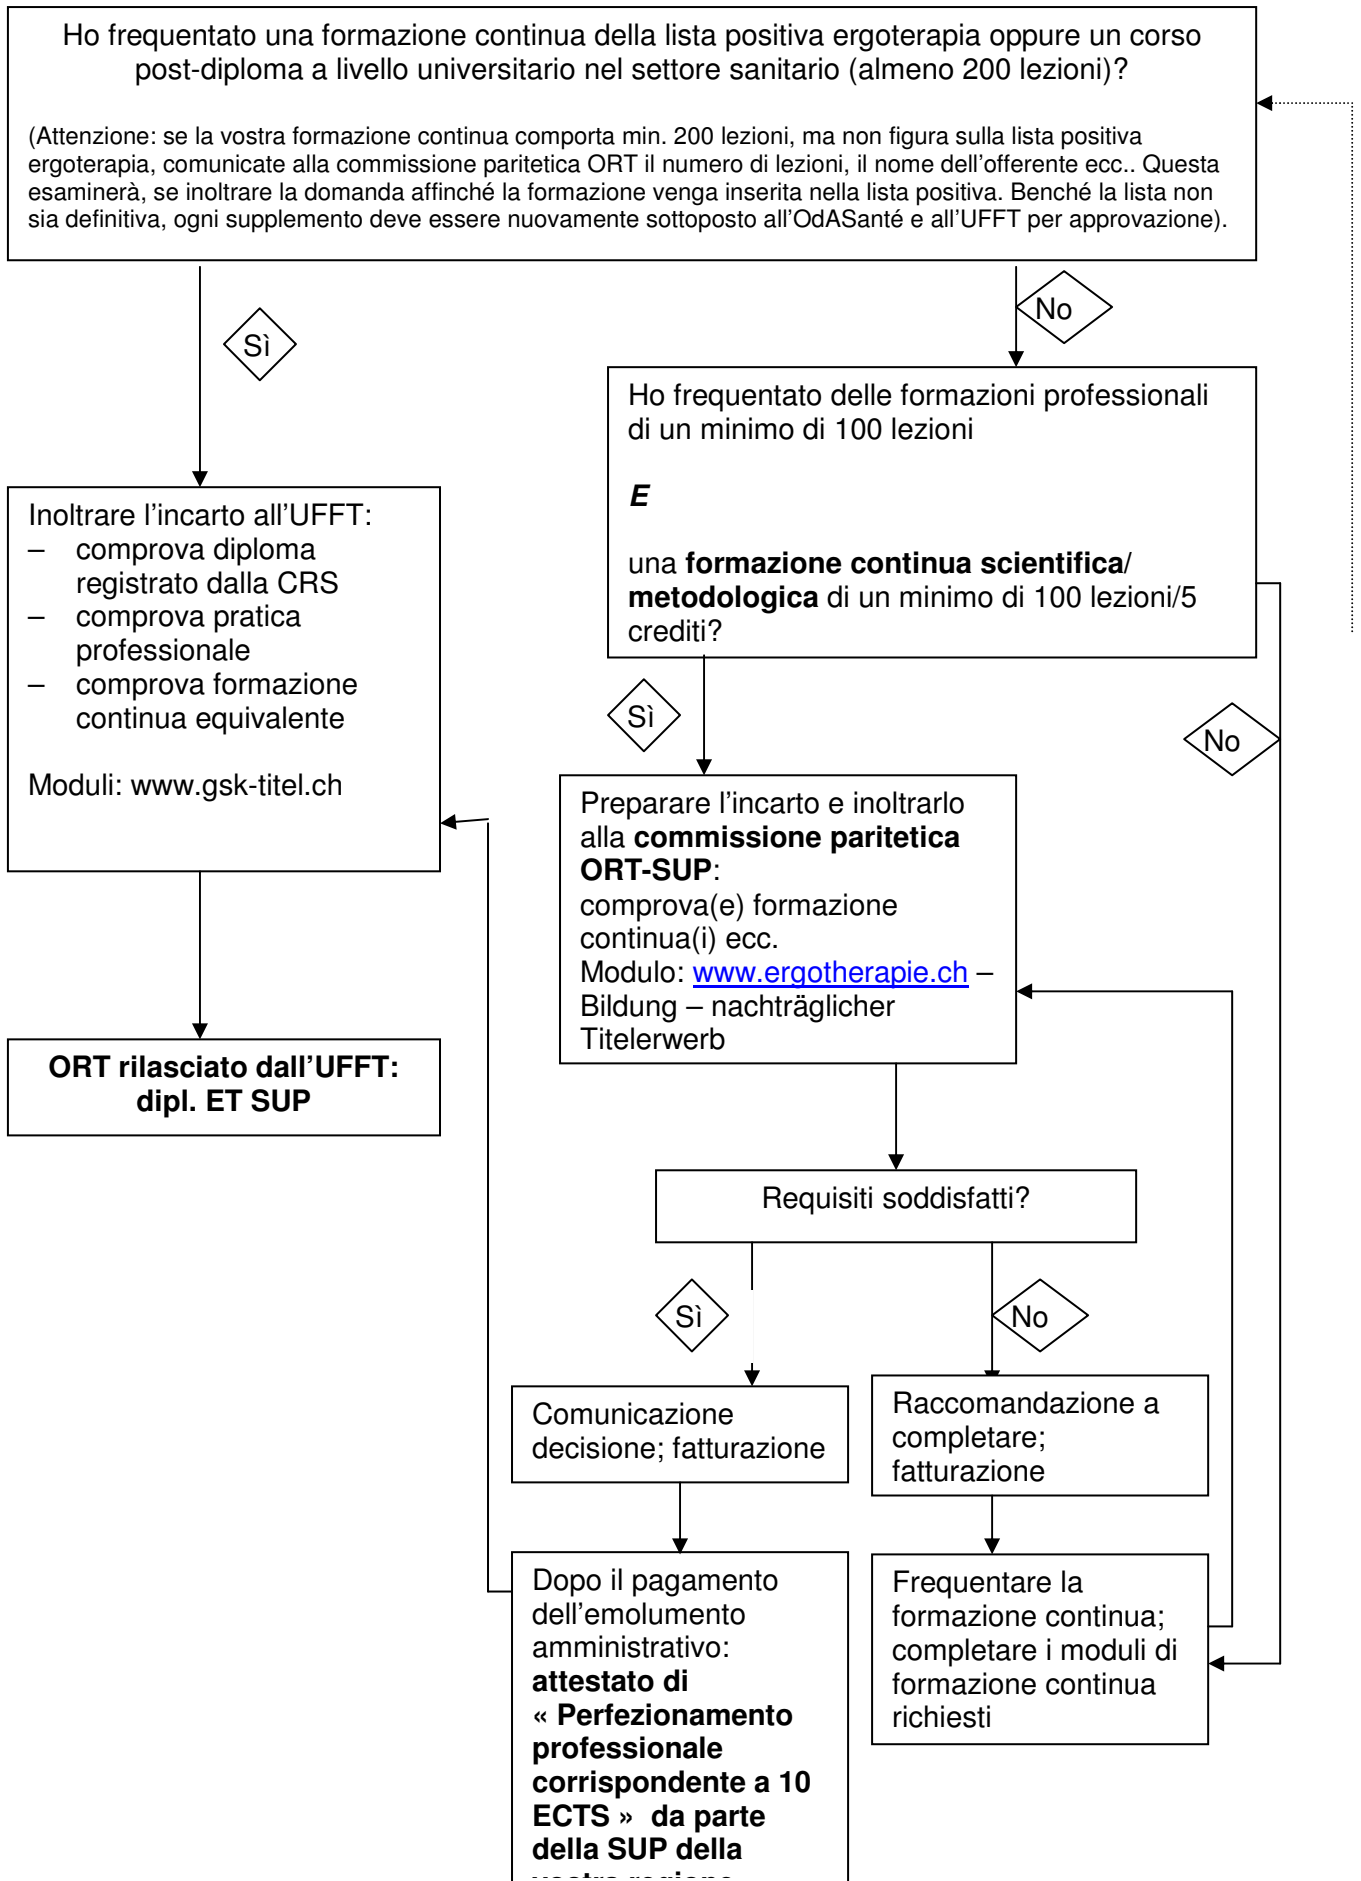 Ho frequentato una formazione continua della lista positiva ergoterapia oppure un corso
post-diploma a livello universitario nel settore sanitario (almeno 200 lezioni)?
(Attenzione: se la vostra formazione continua comporta min. 200 lezioni, ma non figura sulla lista positiva
ergoterapia, comunicate alla commissione paritetica ORT il numero di lezioni, il nome dell'offerente ecc.. Questa
esaminerà, se inoltrare la domanda affinché la formazione venga inserita nella lista positiva. Benché la lista non
sia definitiva, ogni supplemento deve essere nuovamente sottoposto all'OdASanté e all'UFFT per approvazione).
Sì
No
Ho frequentato delle formazioni professionali
di un minimo di 100 lezioni
E
una formazione continua scientifica/
metodologica di un minimo di 100 lezioni/5
crediti?
Inoltrare l'incarto all'UFFT:
– comprova diploma
registrato dalla CRS
– comprova pratica
professionale
– comprova formazione
continua equivalente
Moduli: www.gsk-titel.ch
Sì
No
Preparare l'incarto e inoltrarlo
alla commissione paritetica
ORT-SUP:
comprova(e) formazione
continua(i) ecc.
Modulo: www.ergotherapie.ch –
Bildung – nachträglicher
Titelerwerb
ORT rilasciato dall'UFFT:
dipl. ET SUP
Requisiti soddisfatti?
Sì
No
Comunicazione
decisione; fatturazione
Raccomandazione a
completare;
fatturazione
Dopo il pagamento
dell'emolumento
amministrativo:
attestato di
« Perfezionamento
professionale
corrispondente a 10
ECTS » da parte
della SUP della
vostra regione
Frequentare la
formazione continua;
completare i moduli di
formazione continua
richiesti